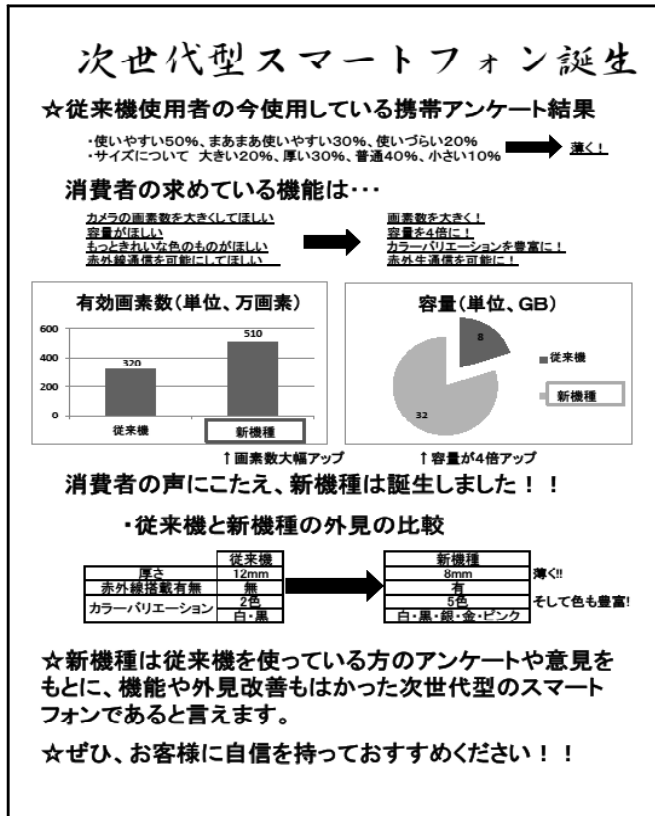 次世代型スマートフォン誕生
☆従来機使用者の今使用している携帯アンケート結果
・使いやすい50%、まあまあ使いやすい30%、使いづらい20%
・サイズについて 大きい20%、厚い30%、普通40%、小さい10%
薄く！
消費者の求めている機能は・・・
カメラの画素数を大きくしてほしい
容量がほしい
もっときれいな色のものがほしい
赤外線通信を可能にしてほしい
画素数を大きく！
容量を4倍に！
カラーバリエーションを豊富に！
赤外生通信を可能に！
有効画素数（単位、万画素）
600
400
200
0
320
510
従来機
新機種
容量（単位、GB）
8
32
従来機
新機種
↑画素数大幅アップ
↑容量が4倍アップ
消費者の声にこたえ、新機種は誕生しました！！
・従来機と新機種の外見の比較
従来機
厚さ 12mm
赤外線搭載有無 無
カラーバリエーション 2色
白・黒
新機種
8mm
有
5色
白・黒・銀・金・ピンク
薄く!!
そして色も豊富!
☆新機種は従来機を使っている方のアンケートや意見を
もとに、機能や外見改善もはかった次世代型のスマート
フォンであると言えます。
☆ぜひ、お客様に自信を持っておすすめください！！